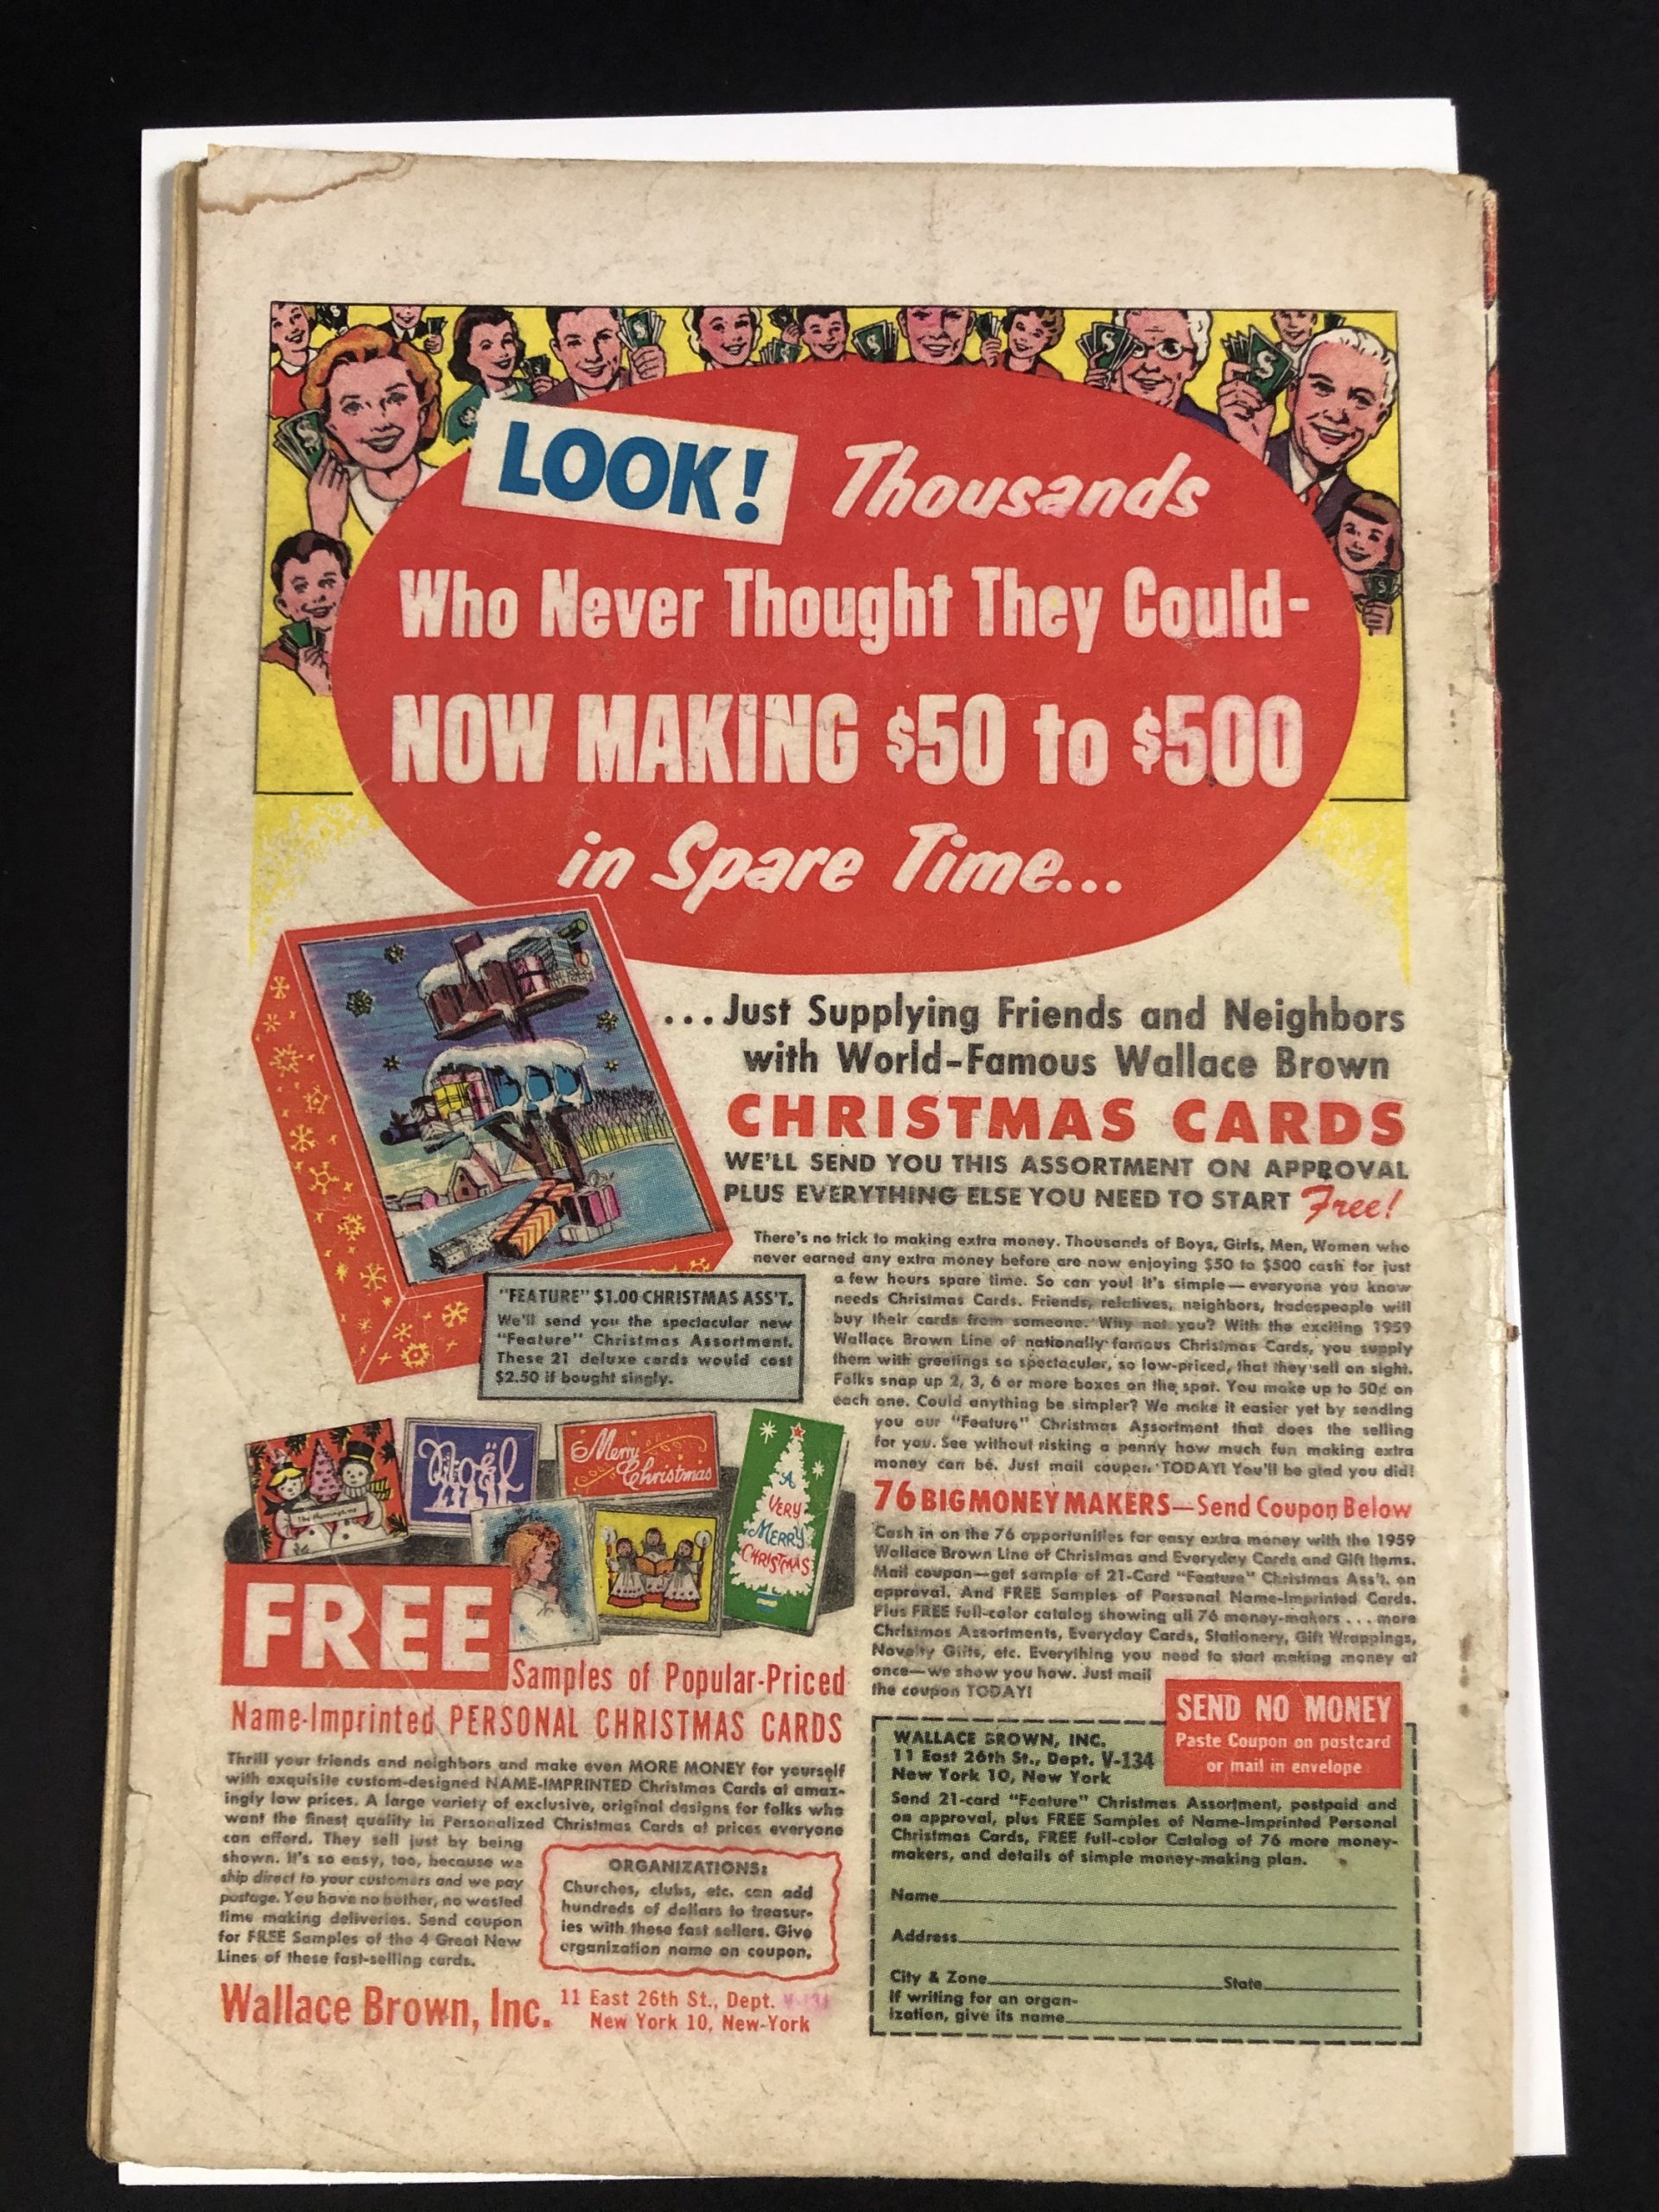 LOOK! Thousands
Who Never Thought They Could-
NOW MAKING $50 to $500
in Spare Time...
...Just Supplying Friends and Neighbors
with World-Famous Wallace Brown
CHRISTMAS CARDS
WE'LL SEND YOU THIS ASSORTMENT ON APPROVAL
PLUS EVERYTHING ELSE YOU NEED TO START Free!
There's no trick to making extra money. Thousands of Boys, Girls, Men, Women who
never earned any extra money before are now enjoying $50 to $500 cash for just
a few hours spare time. So can you! It's simple—everyone you know
needs Christmas Cards. Friends, relatives, neighbors, tradespeople will
buy their cards from someone. Why not you? With the exciting 1959
Wallace Brown Line of nationally famous Christmas Cards, you supply
them with greetings so spectacular, so low-priced, that they sell on sight.
Folks snap up 2, 3, 6 or more boxes on the spot. You make up to 50¢ on
each one. Could anything be simpler? We make it easier yet by sending
you our "Feature" Christmas Assortment that does the selling
for you. See without risking a penny how much fun making extra
money can be. Just mail coupon TODAY! You'll be glad you did!
"FEATURE" $1.00 CHRISTMAS ASS'T.
We'll send you the spectacular new
"Feature" Christmas Assortment.
These 21 deluxe cards would cost
$2.50 if bought singly.
Noël
Merry
Christmas
A
VERY
MERRY
CHRISTMAS
FREE
Samples of Popular-Priced
Name-Imprinted PERSONAL CHRISTMAS CARDS
Thrill your friends and neighbors and make even MORE MONEY for yourself
with exquisite custom-designed NAME-IMPRINTED Christmas Cards at amaz-
ingly low prices. A large variety of exclusive, original designs for folks who
want the finest quality in Personalized Christmas Cards at prices everyone
can afford. They sell just by being
shown. It's so easy, too, because we
ship direct to your customers and we pay
postage. You have no bother, no wasted
time making deliveries. Send coupon
for FREE Samples of the 4 Great New
Lines of these fast-selling cards.
ORGANIZATIONS:
Churches, clubs, etc. can add
hundreds of dollars to treasur-
ies with these fast sellers. Give
organization name on coupon.
Wallace Brown, Inc.
11 East 26th St., Dept. V-134
New York 10, New-York
76 BIG MONEY MAKERS—Send Coupon Below
Cash in on the 76 opportunities for easy extra money with the 1959
Wallace Brown Line of Christmas and Everyday Cards and Gift Items.
Mail coupon—get sample of 21-Card "Feature" Christmas Ass't. on
approval. And FREE Samples of Personal Name-Imprinted Cards.
Plus FREE full-color catalog showing all 76 money-makers . . . more
Christmas Assortments, Everyday Cards, Stationery, Gift Wrappings,
Novelty Gifts, etc. Everything you need to start making money at
once—we show you how. Just mail
the coupon TODAY!
SEND NO MONEY
Paste Coupon on postcard
or mail in envelope
WALLACE BROWN, INC.
11 East 26th St., Dept. V-134
New York 10, New York
Send 21-card "Feature" Christmas Assortment, postpaid and
on approval, plus FREE Samples of Name-Imprinted Personal
Christmas Cards, FREE full-color Catalog of 76 more money-
makers, and details of simple money-making plan.
Name
Address
City & Zone State
If writing for an organ-
ization, give its name